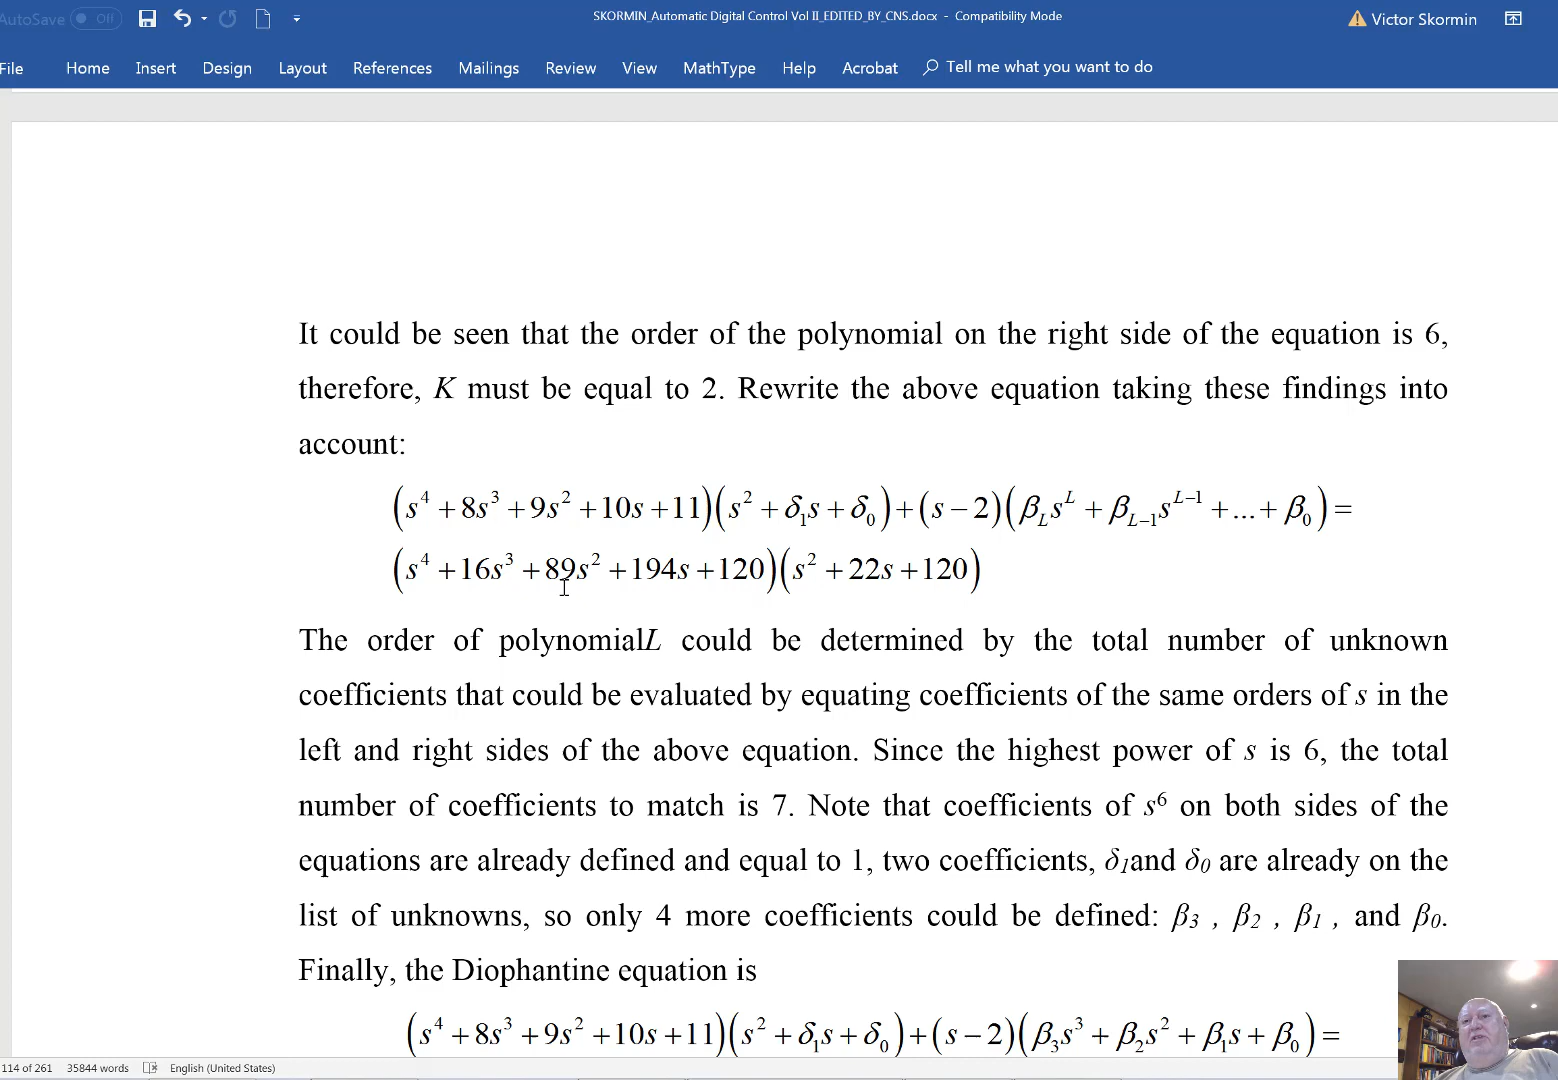 AutoSave Off SKORMIN_Automatic Digital Control Vol II_EDITED_BY_CNS.docx - Compatibility Mode Victor Skormin
File Home Insert Design Layout References Mailings Review View MathType Help Acrobat Tell me what you want to do
It could be seen that the order of the polynomial on the right side of the equation is 6,
therefore, K must be equal to 2. Rewrite the above equation taking these findings into
account:
(s⁴ + 8s³ + 9s² + 10s + 11)(s² + δ₁s + δ₀) + (s − 2)(β_L s^L + β_{L−1} s^{L−1} + ... + β₀) =
(s⁴ + 16s³ + 89s² + 194s + 120)(s² + 22s + 120)
The order of polynomialL could be determined by the total number of unknown
coefficients that could be evaluated by equating coefficients of the same orders of s in the
left and right sides of the above equation. Since the highest power of s is 6, the total
number of coefficients to match is 7. Note that coefficients of s⁶ on both sides of the
equations are already defined and equal to 1, two coefficients, δ₁and δ₀ are already on the
list of unknowns, so only 4 more coefficients could be defined: β₃ , β₂ , β₁ , and β₀.
Finally, the Diophantine equation is
(s⁴ + 8s³ + 9s² + 10s + 11)(s² + δ₁s + δ₀) + (s − 2)(β₃s³ + β₂s² + β₁s + β₀) =
114 of 261 35844 words English (United States)